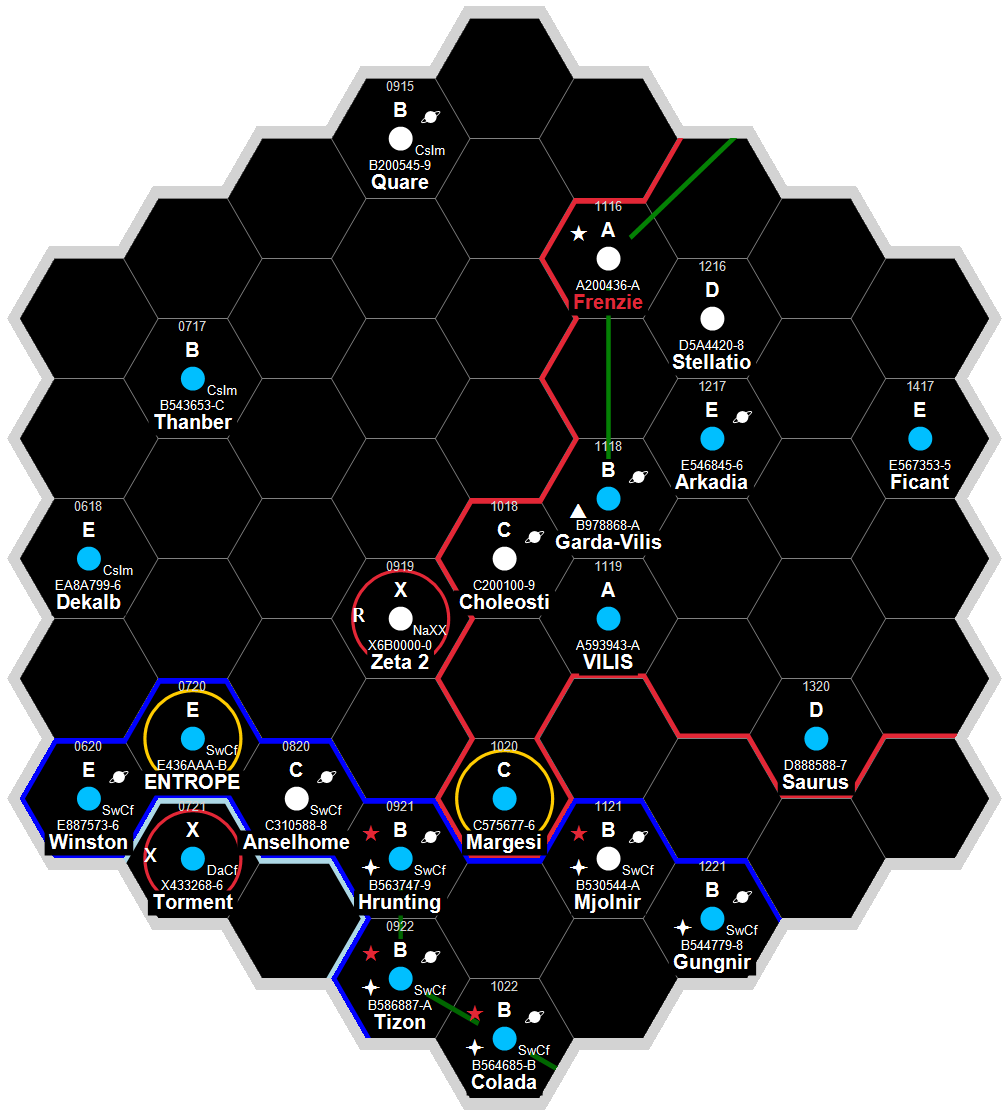 0915
B
CsIm
B200545-9
Quare
1116
A
A200436-A
Frenzie
1216
D
D5A4420-8
Stellatio
0717
B
CsIm
B543653-C
Thanber
1217
E
E546845-6
Arkadia
1417
E
E567353-5
Ficant
1118
B
B978868-A
Garda-Vilis
0618
E
CsIm
EA8A799-6
Dekalb
1018
C
C200100-9
Choleosti
0919
X
R
NaXX
X6B0000-0
Zeta 2
1119
A
A593943-A
VILIS
0720
E
SwCf
E436AAA-B
ENTROPE
1320
D
D888588-7
Saurus
0620
E
SwCf
E887573-6
Winston
0820
C
SwCf
C310588-8
Anselhome
1020
C
C575677-6
Margesi
0721
X
X
DaCf
X433268-6
Torment
0921
B
SwCf
B563747-9
Hrunting
1121
B
SwCf
B530544-A
Mjolnir
1221
B
SwCf
B544779-8
Gungnir
0922
B
SwCf
B586887-A
Tizon
1022
B
SwCf
B564685-B
Colada